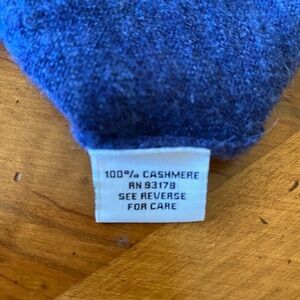 100% CASHMERE
RN 93178
SEE REVERSE
FOR CARE